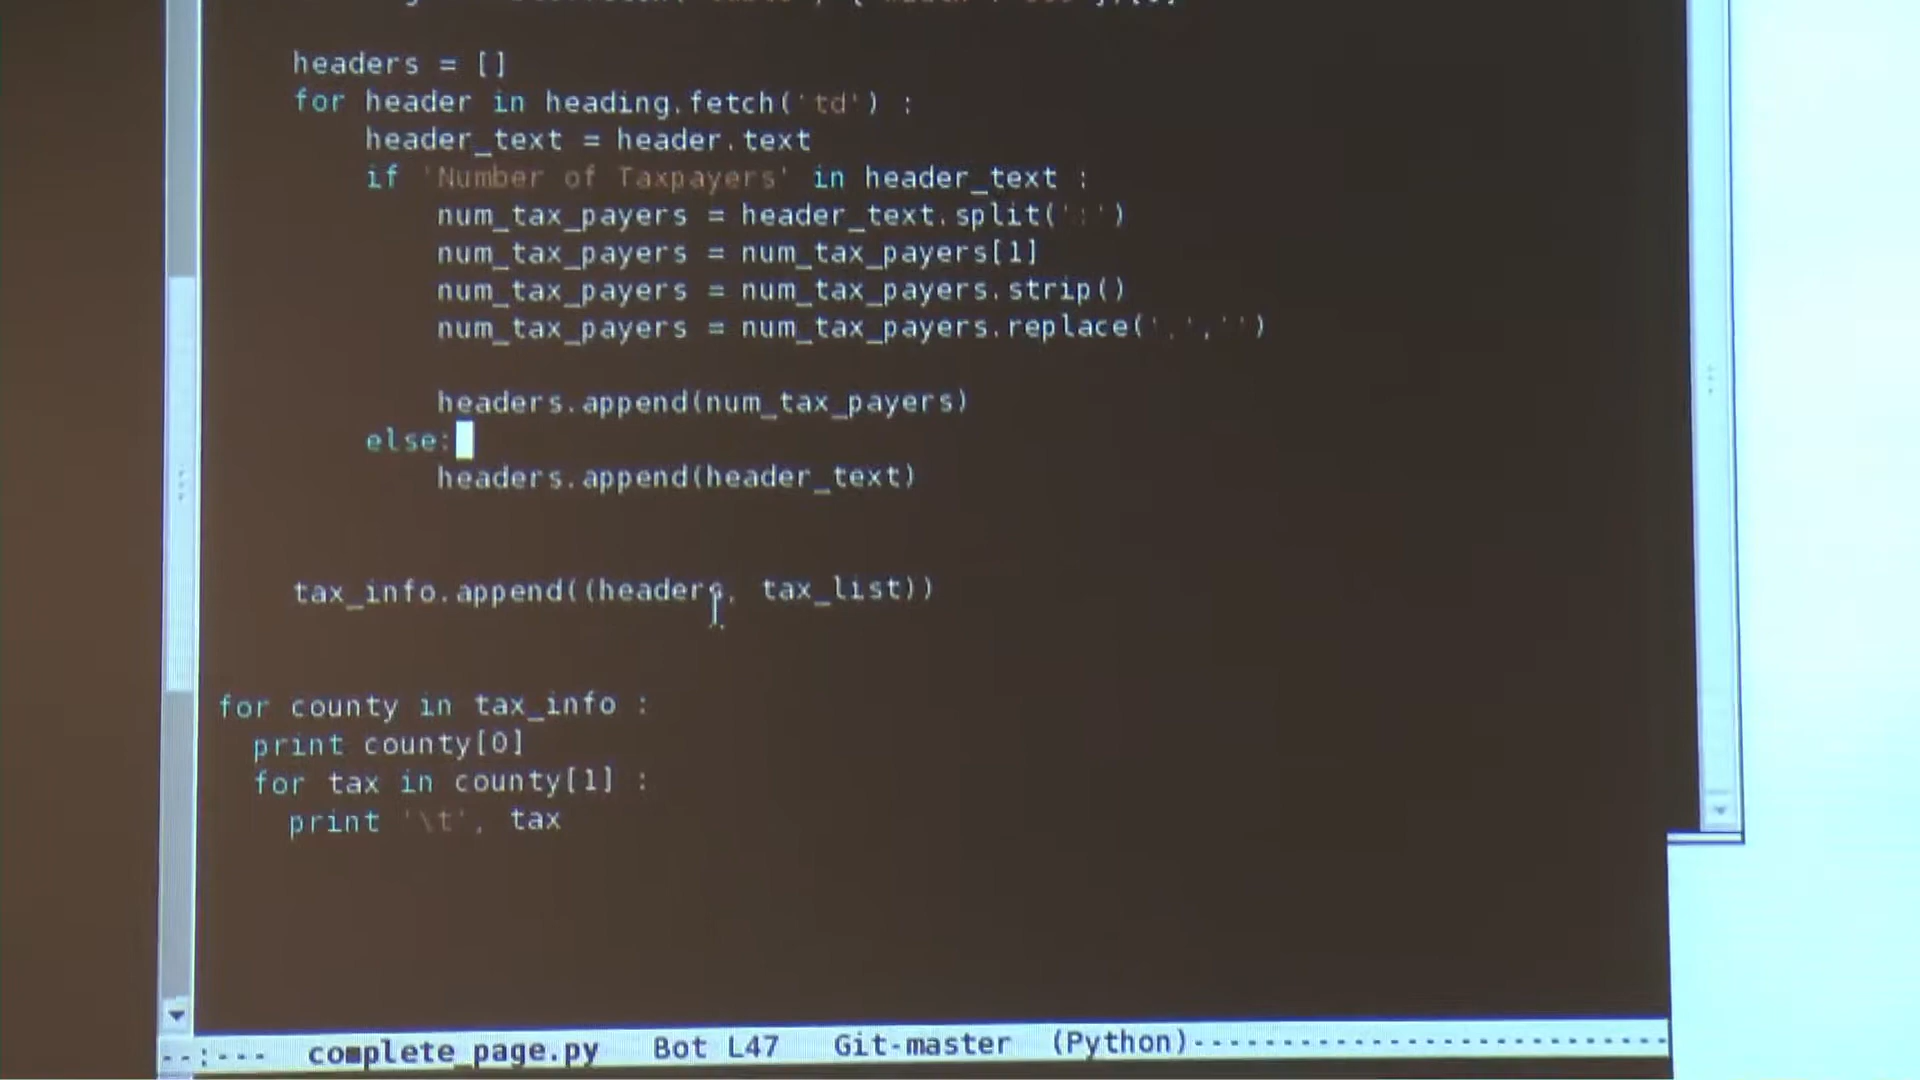 headers = []
for header in heading.fetch('td') :
header_text = header.text
if 'Number of Taxpayers' in header_text :
num_tax_payers = header_text.split(':')
num_tax_payers = num_tax_payers[1]
num_tax_payers = num_tax_payers.strip()
num_tax_payers = num_tax_payers.replace(',','')
headers.append(num_tax_payers)
else:
headers.append(header_text)
tax_info.append((headers, tax_list))
for county in tax_info :
print county[0]
for tax in county[1] :
print '\t', tax
--:--- complete_page.py Bot L47 Git-master (Python)---------------------------